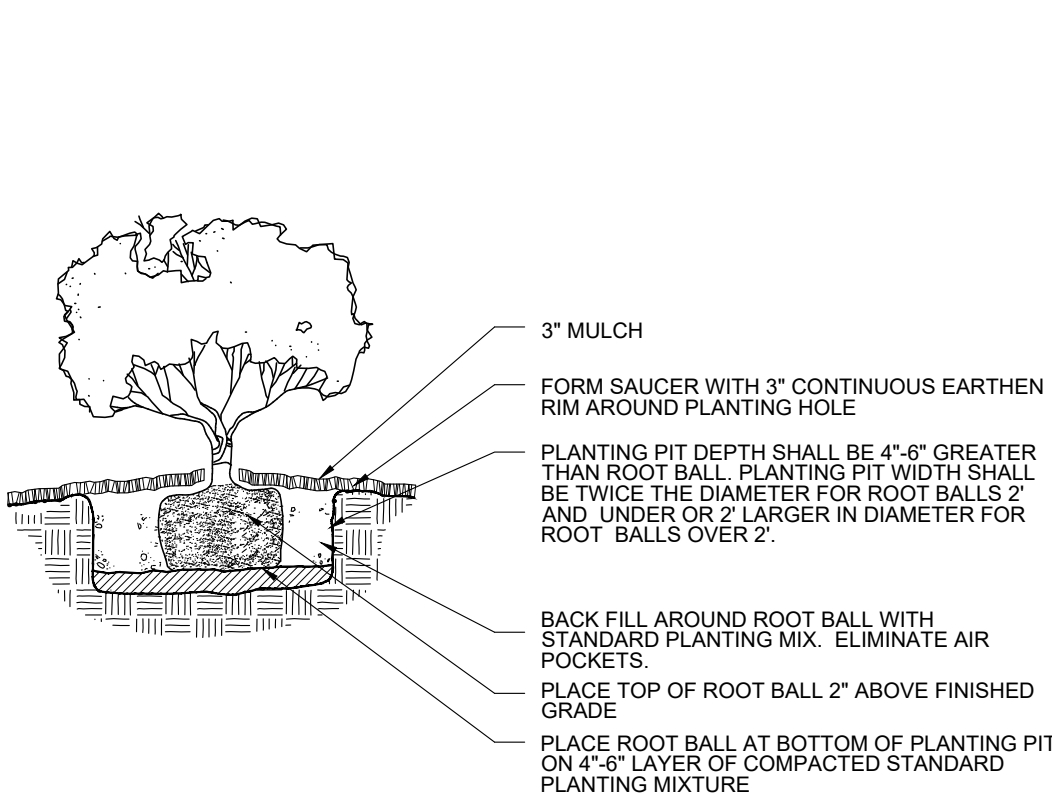 3" MULCH
FORM SAUCER WITH 3" CONTINUOUS EARTHEN
RIM AROUND PLANTING HOLE
PLANTING PIT DEPTH SHALL BE 4"-6" GREATER
THAN ROOT BALL. PLANTING PIT WIDTH SHALL
BE TWICE THE DIAMETER FOR ROOT BALLS 2'
AND UNDER OR 2' LARGER IN DIAMETER FOR
ROOT BALLS OVER 2'.
BACK FILL AROUND ROOT BALL WITH
STANDARD PLANTING MIX. ELIMINATE AIR
POCKETS.
PLACE TOP OF ROOT BALL 2" ABOVE FINISHED
GRADE
PLACE ROOT BALL AT BOTTOM OF PLANTING PIT
ON 4"-6" LAYER OF COMPACTED STANDARD
PLANTING MIXTURE